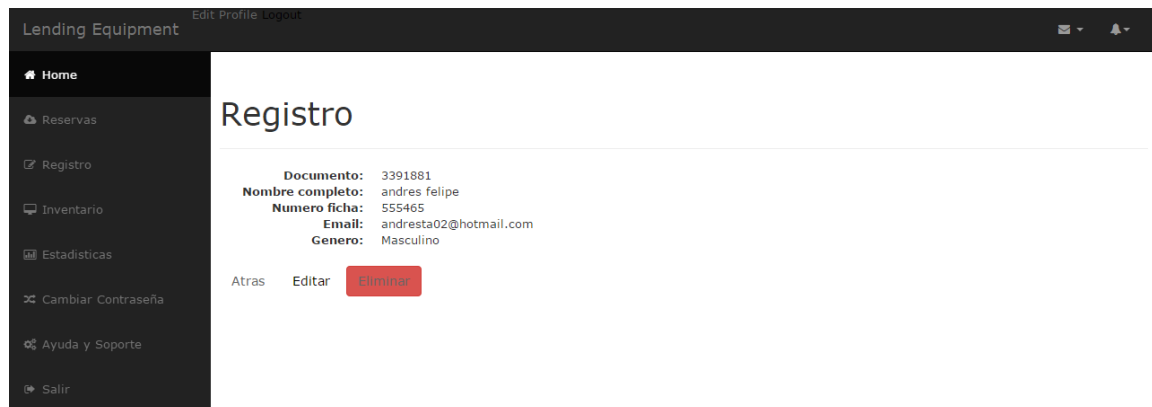 Edit Profile Logout
Lending Equipment
Home
Reservas
Registro
Inventario
Estadisticas
Cambiar Contraseña
Ayuda y Soporte
Salir
Registro
Documento: 3391881
Nombre completo: andres felipe
Numero ficha: 555465
Email: andresta02@hotmail.com
Genero: Masculino
Atras Editar Eliminar